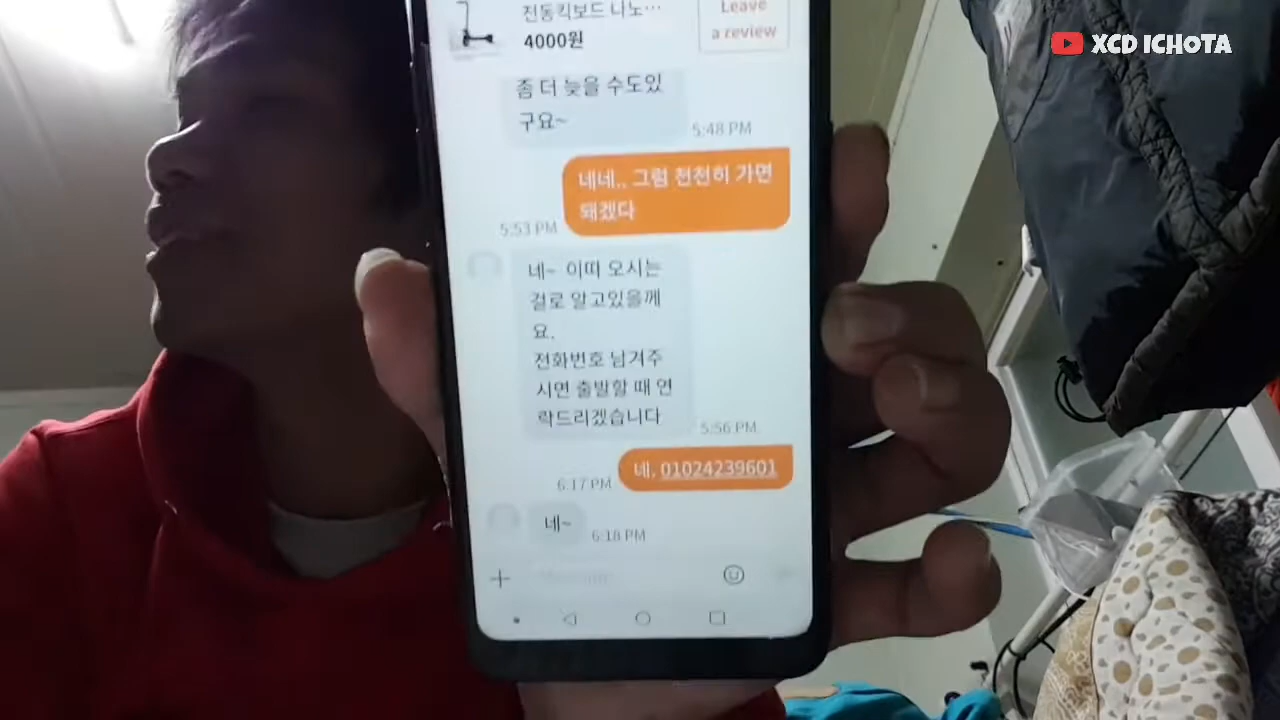 XCD ICHOTA
전동킥보드 나노…
4000원
Leave
a review
좀 더 늦을 수도있
구요~
5:48 PM
네네.. 그럼 천천히 가면
돼겠다
5:53 PM
네~ 이떠 오시는
걸로 알고있을께
요.
전화번호 남겨주
시면 출발할 때 연
락드리겠습니다
5:56 PM
네, 01024239601
6:17 PM
네~
6:18 PM